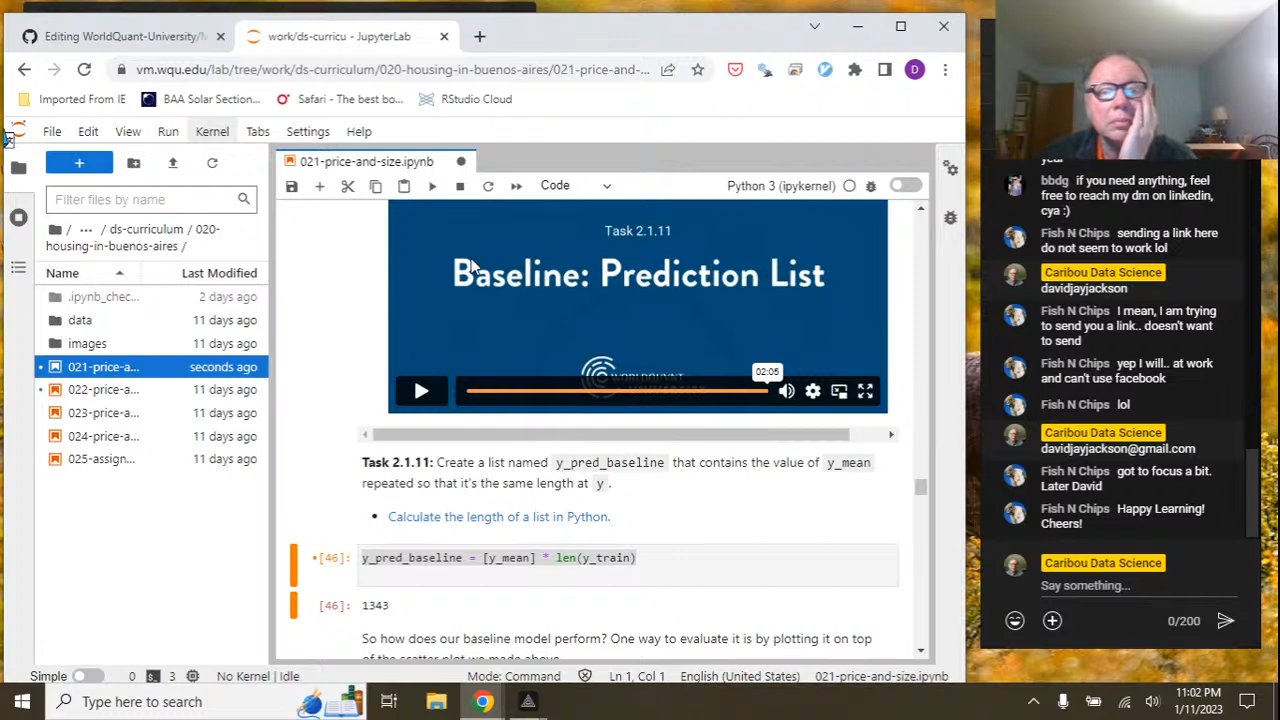 Editing WorldQuant-University/M
work/ds-curricu - JupyterLab
vm.wqu.edu/lab/tree/work/ds-curriculum/020-housing-in-buenos-aires/021-price-and-...
D
Imported From IE
BAA Solar Section...
Safari - The best bo...
RStudio Cloud
File Edit View Run Kernel Tabs Settings Help
021-price-and-size.ipynb
Code
Python 3 (ipykernel)
Filter files by name
/ ... / ds-curriculum / 020-
housing-in-buenos-aires /
Name Last Modified
.ipynb_chec... 2 days ago
data 11 days ago
images 11 days ago
021-price-a... seconds ago
022-price-a... 11 days ago
023-price-a... 11 days ago
024-price-a... 11 days ago
025-assign... 11 days ago
Task 2.1.11
Baseline: Prediction List
02:05
Task 2.1.11: Create a list named y_pred_baseline that contains the value of y_mean
repeated so that it's the same length at y .
Calculate the length of a list in Python.
[46]: y_pred_baseline = [y_mean] * len(y_train)
[46]: 1343
So how does our baseline model perform? One way to evaluate it is by plotting it on top
of the scatter plot we made above.
Simple 0 3 No Kernel | Idle
Mode: Command Ln 1, Col 1 English (United States) 021-price-and-size.ipynb
year
bbdg if you need anything, feel
free to reach my dm on linkedin,
cya :)
Fish N Chips sending a link here
do not seem to work lol
Caribou Data Science
davidjayjackson
Fish N Chips I mean, I am trying
to send you a link.. doesn't want
to send
Fish N Chips yep I will.. at work
and can't use facebook
Fish N Chips lol
Caribou Data Science
davidjayjackson@gmail.com
Fish N Chips got to focus a bit.
Later David
Fish N Chips Happy Learning!
Cheers!
Caribou Data Science
Say something...
0/200
Type here to search
11:02 PM
1/11/2023